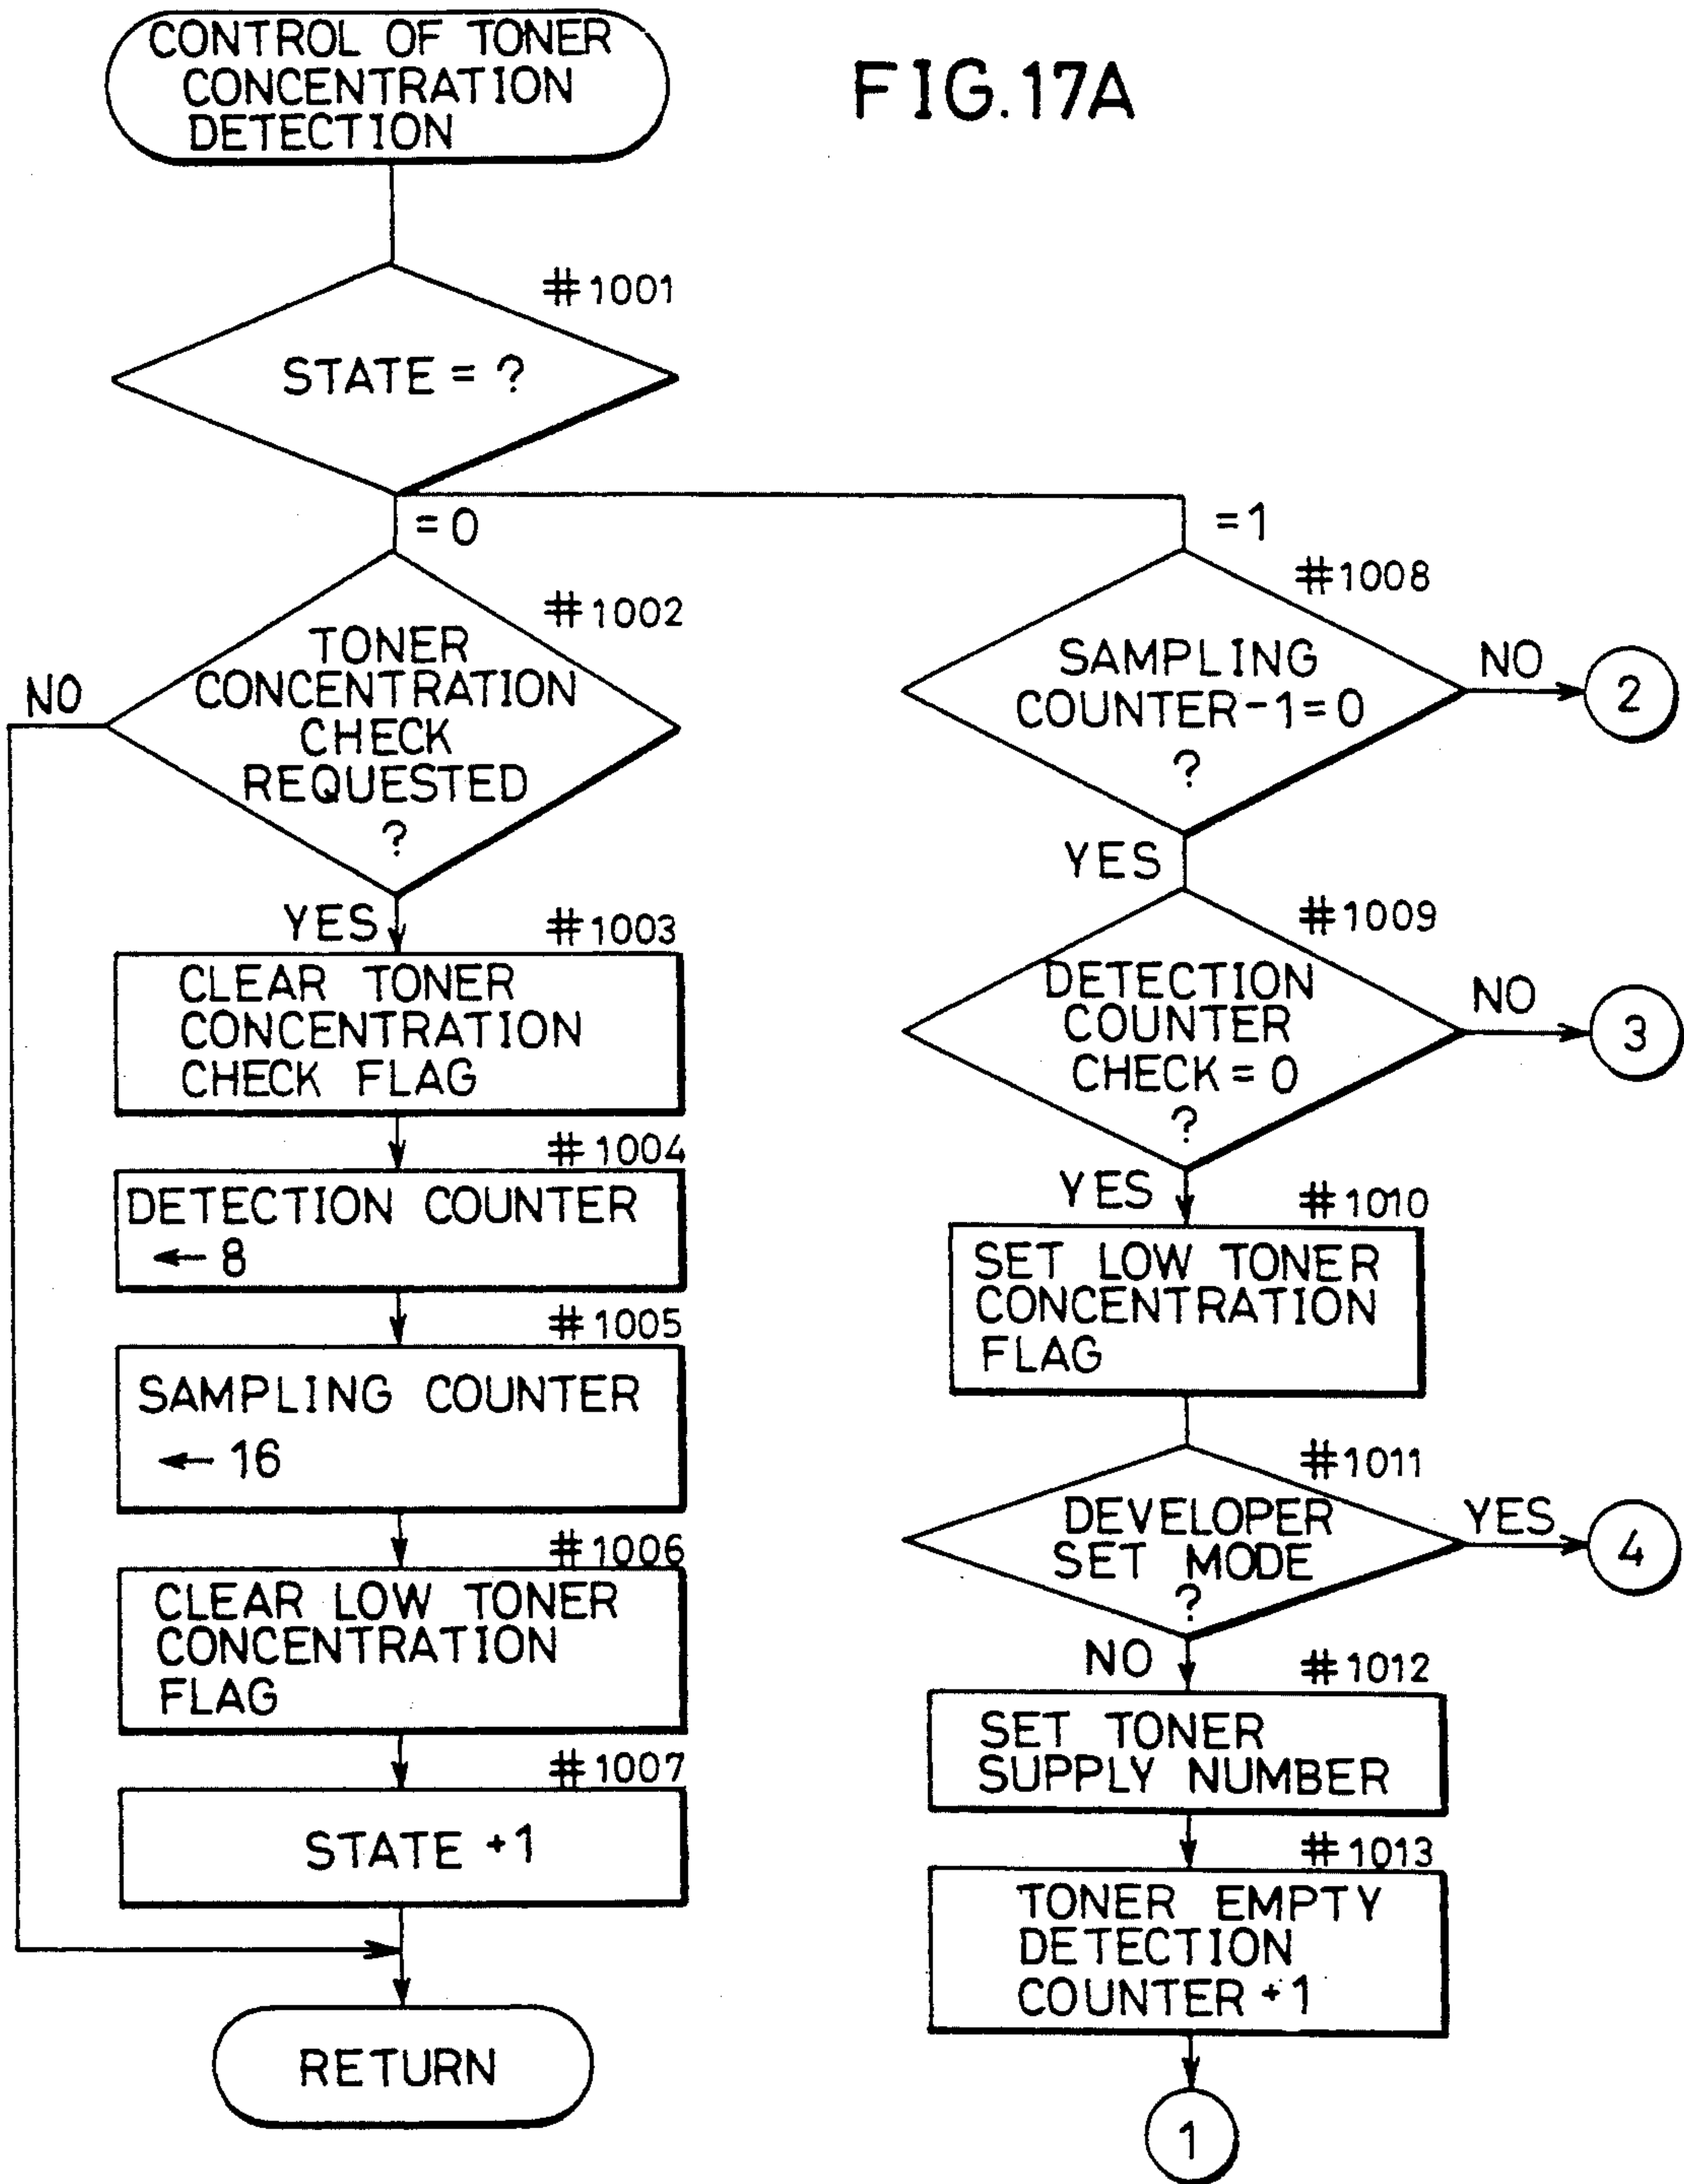 CONTROL OF TONER
CONCENTRATION
DETECTION
FIG.17A
#1001
STATE = ?
= 0
= 1
#1002
TONER
CONCENTRATION
CHECK
REQUESTED
?
NO
YES
#1003
CLEAR TONER
CONCENTRATION
CHECK FLAG
#1004
DETECTION COUNTER
← 8
#1005
SAMPLING COUNTER
← 16
#1006
CLEAR LOW TONER
CONCENTRATION
FLAG
#1007
STATE +1
RETURN
#1008
SAMPLING
COUNTER-1=0
?
NO
2
YES
#1009
DETECTION
COUNTER
CHECK = 0
?
NO
3
YES
#1010
SET LOW TONER
CONCENTRATION
FLAG
#1011
DEVELOPER
SET MODE
?
YES
4
NO
#1012
SET TONER
SUPPLY NUMBER
#1013
TONER EMPTY
DETECTION
COUNTER +1
1